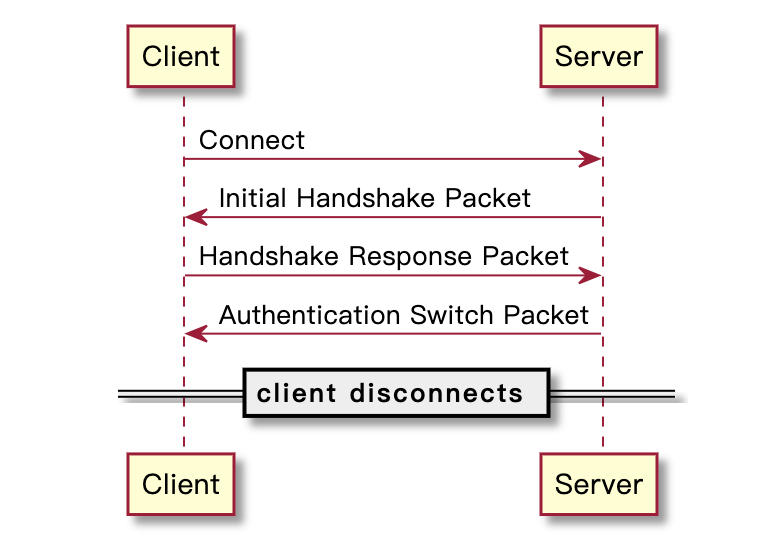 Client Server
Connect
Initial Handshake Packet
Handshake Response Packet
Authentication Switch Packet
client disconnects
Client Server